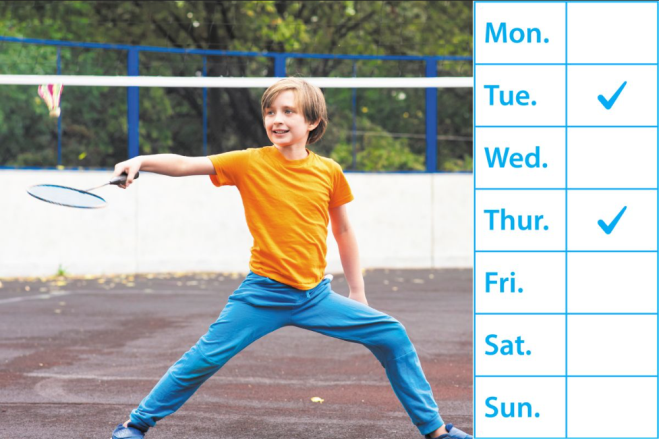 Mon.
Tue.
Wed.
Thur.
Fri.
Sat.
Sun.